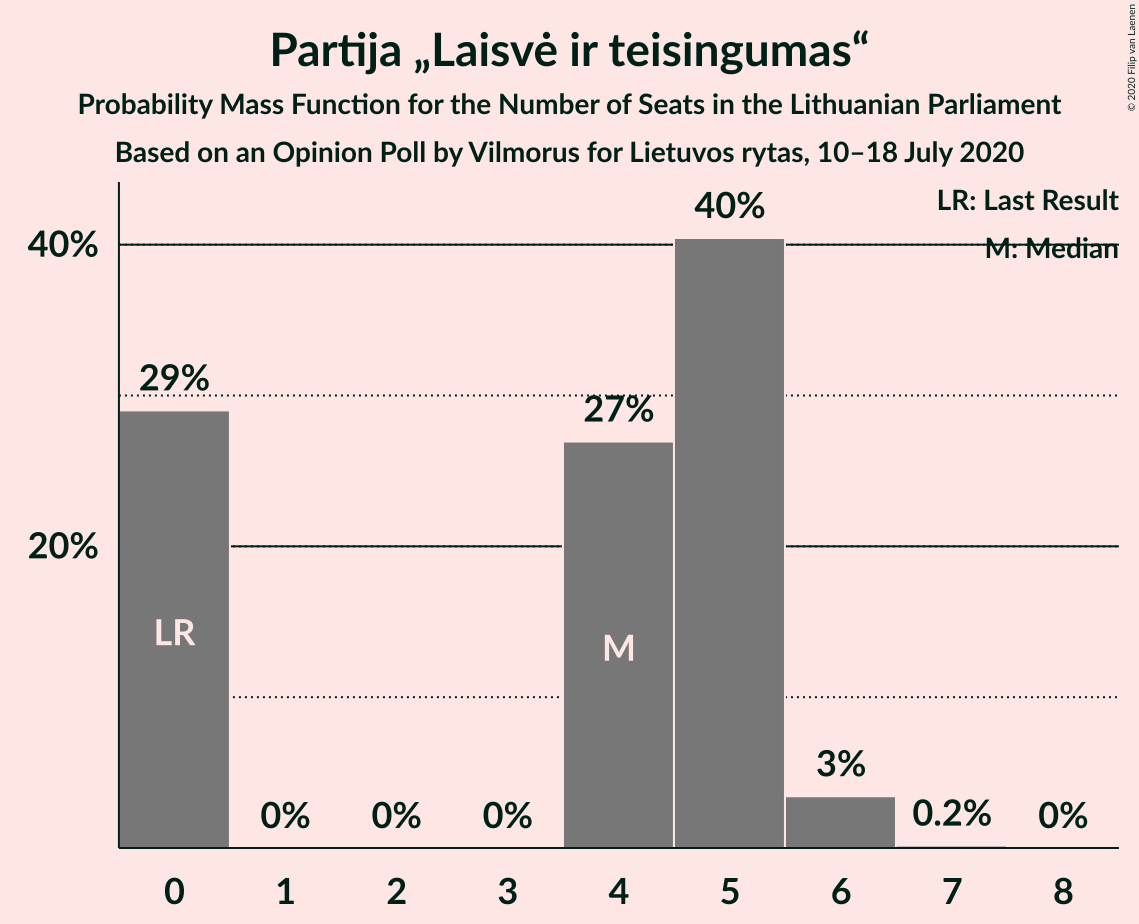 Partija „Laisvė ir teisingumas“
Probability Mass Function for the Number of Seats in the Lithuanian Parliament
Based on an Opinion Poll by Vilmorus for Lietuvos rytas, 10–18 July 2020
© 2020 Filip van Laenen
LR: Last Result
M: Median
40%
20%
29%
0%
0%
0%
27%
40%
3%
0.2%
0%
LR
M
0 1 2 3 4 5 6 7 8